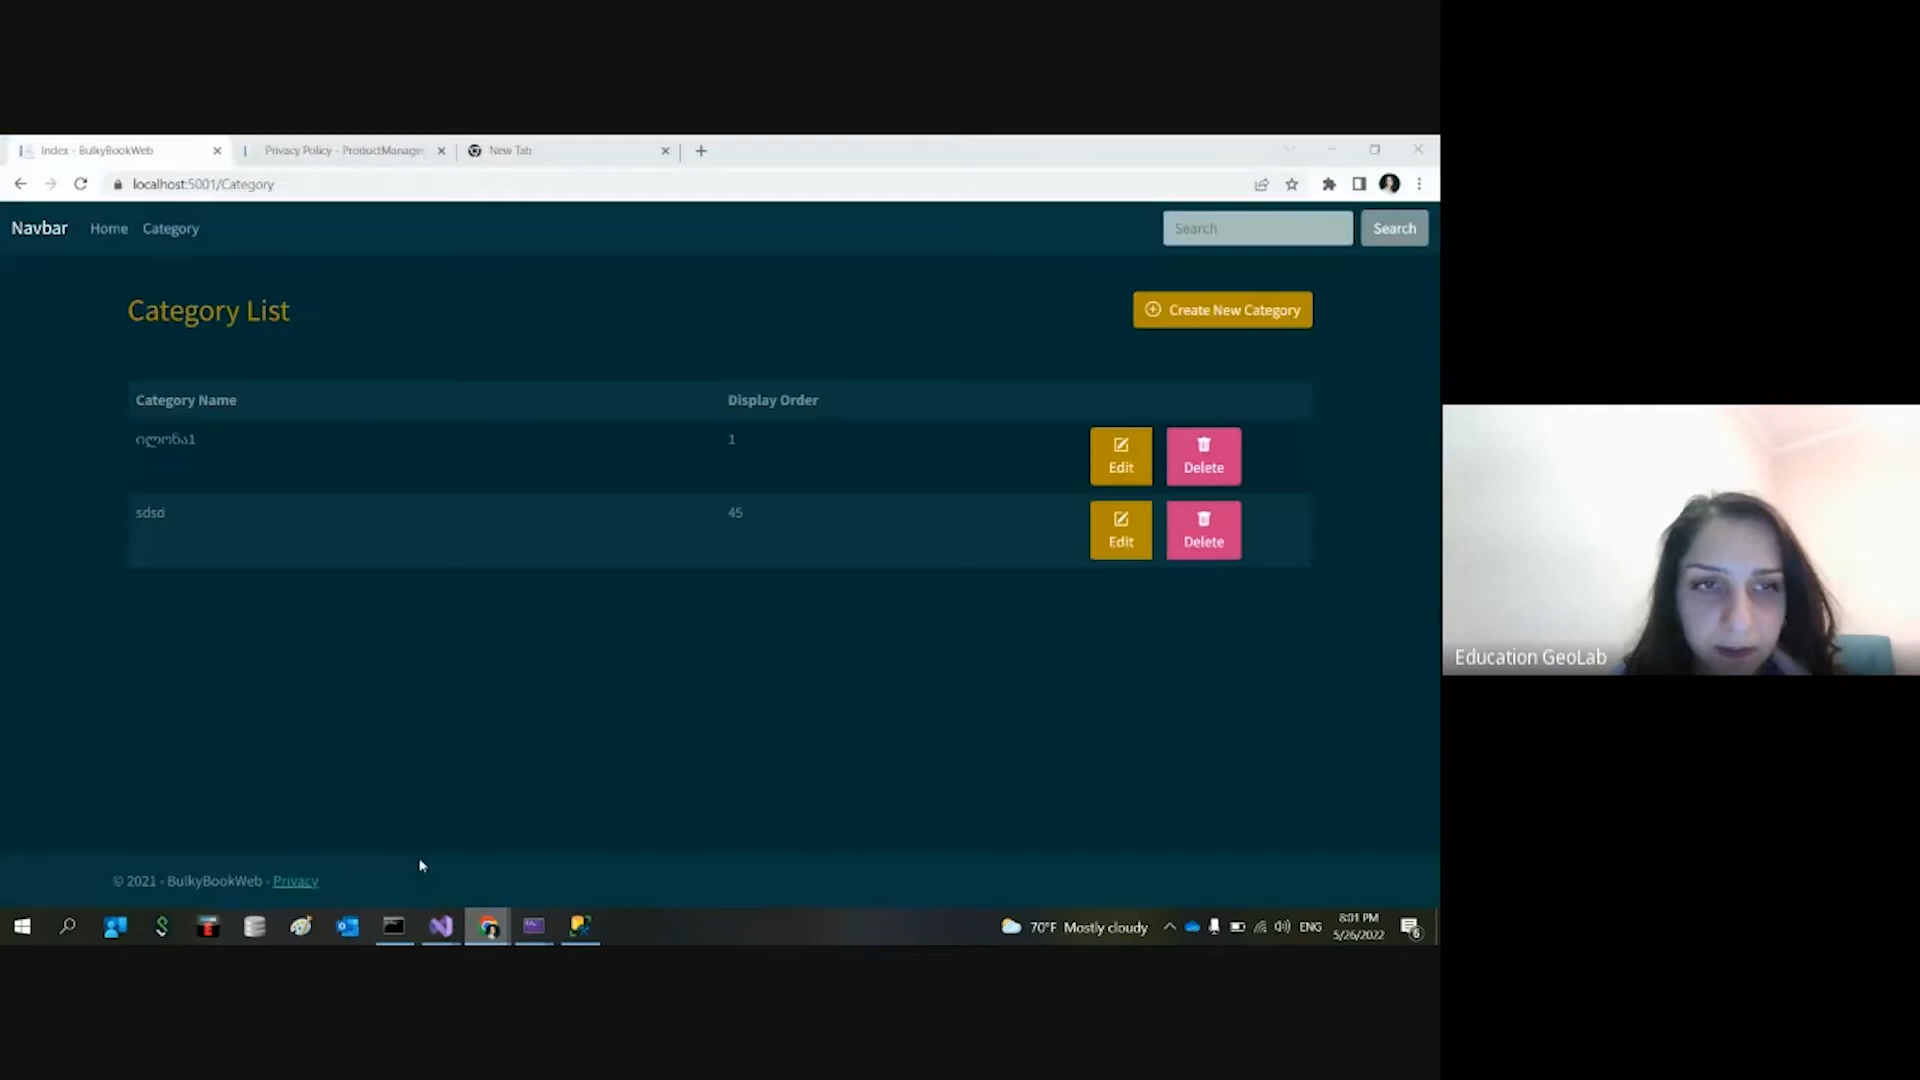 Index - BulkyBookWeb
Privacy Policy - ProductManage
New Tab
localhost:5001/Category
Navbar
Home
Category
Search
Search
Category List
Create New Category
Category Name
Display Order
ილონა1
1
Edit
Delete
sdsd
45
Edit
Delete
© 2021 - BulkyBookWeb - Privacy
Education GeoLab
70°F Mostly cloudy
ENG
8:01 PM
5/26/2022
6